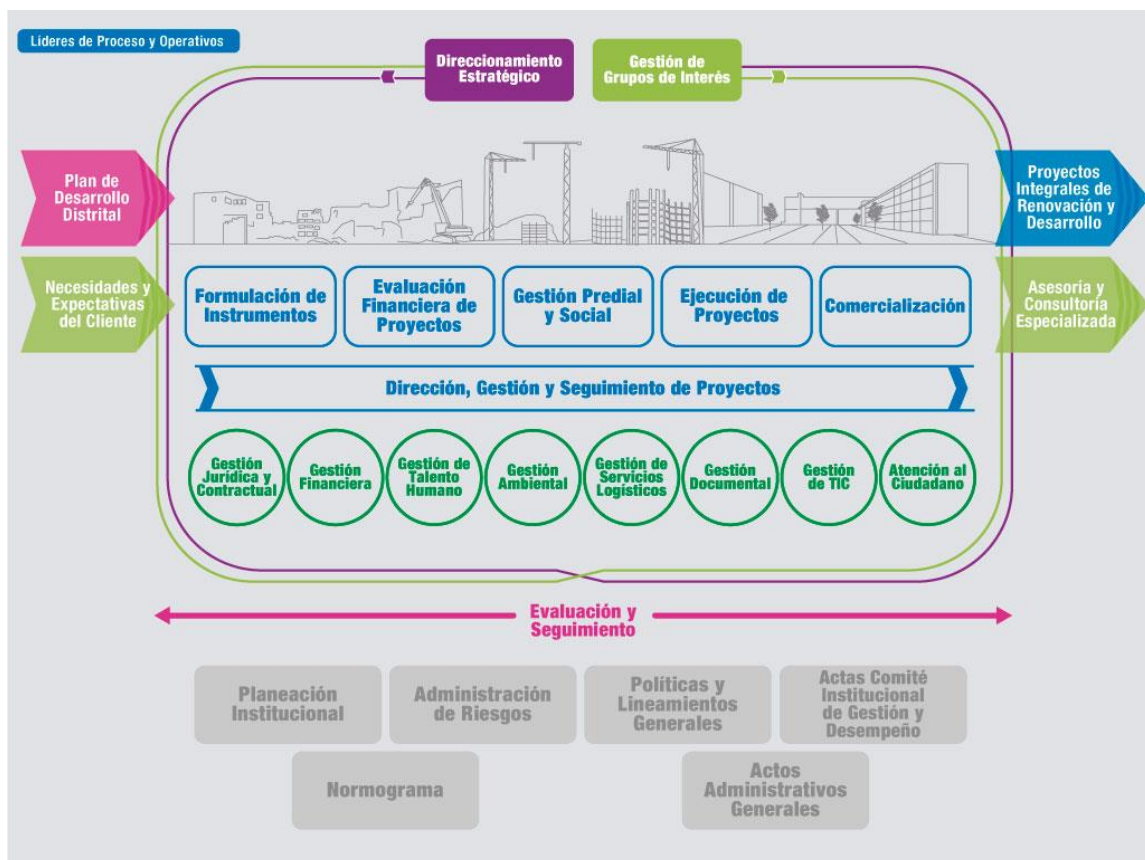 Líderes de Proceso y Operativos
Direccionamiento
Estratégico
Gestión de
Grupos de Interés
Plan de
Desarrollo
Distrital
Proyectos
Integrales de
Renovación y
Desarrollo
Necesidades y
Expectativas
del Cliente
Asesoría y
Consultoría
Especializada
Formulación de
Instrumentos
Evaluación
Financiera de
Proyectos
Gestión Predial
y Social
Ejecución de
Proyectos
Comercialización
Dirección, Gestión y Seguimiento de Proyectos
Gestión
Jurídica y
Contractual
Gestión
Financiera
Gestión de
Talento
Humano
Gestión
Ambiental
Gestión de
Servicios
Logísticos
Gestión
Documental
Gestión
de TIC
Atención al
Ciudadano
Evaluación y
Seguimiento
Planeación
Institucional
Administración
de Riesgos
Políticas y
Lineamientos
Generales
Actas Comité
Institucional
de Gestión y
Desempeño
Normograma
Actos
Administrativos
Generales